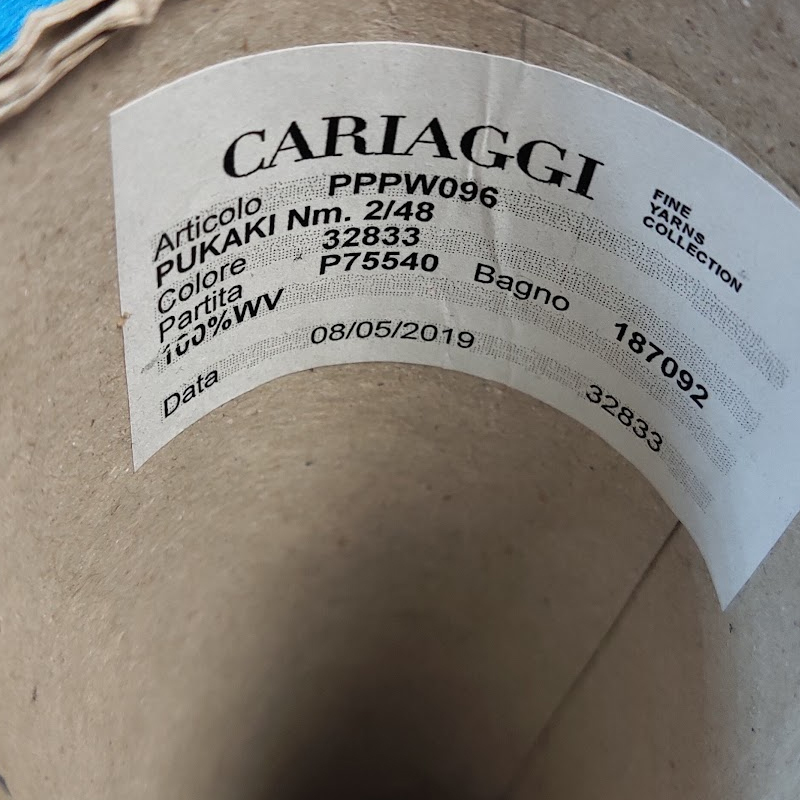 CARIAGGI
FINE
YARNS
COLLECTION
Articolo PPPW096
PUKAKI Nm. 2/48
Colore 32833
Partita P75540 Bagno 187092
100%WV
Data 08/05/2019 32833